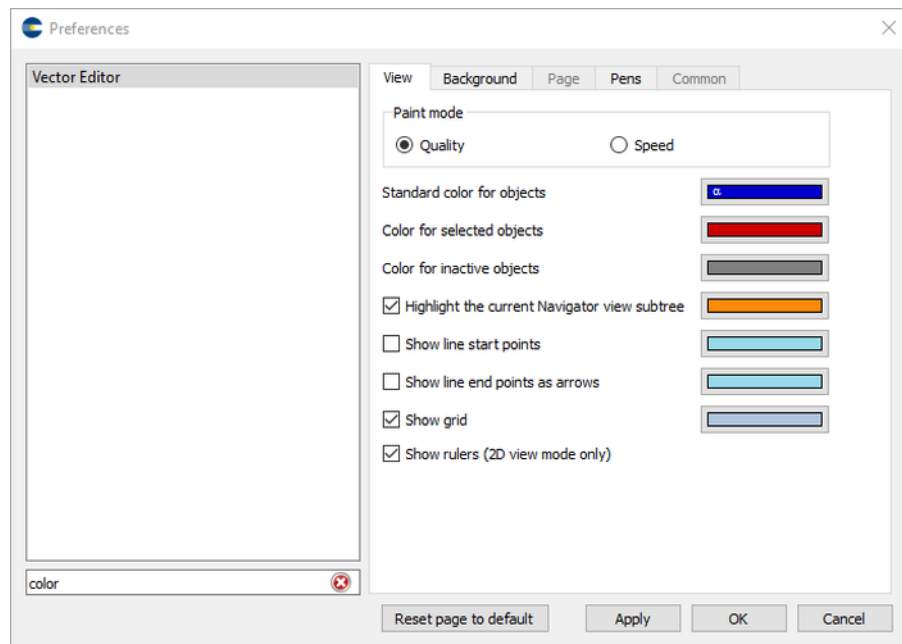 Preferences
Vector Editor
View Background Page Pens Common
Paint mode
Quality Speed
Standard color for objects α
Color for selected objects
Color for inactive objects
Highlight the current Navigator view subtree
Show line start points
Show line end points as arrows
Show grid
Show rulers (2D view mode only)
color
Reset page to default Apply OK Cancel